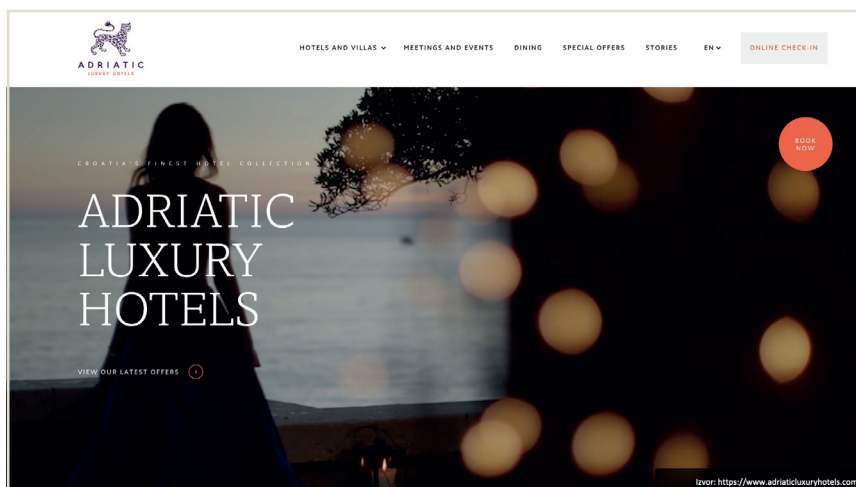 ADRIATIC
LUXURY HOTELS
HOTELS AND VILLAS
MEETINGS AND EVENTS
DINING
SPECIAL OFFERS
STORIES
EN
ONLINE CHECK-IN
BOOK
NOW
CROATIA'S FINEST HOTEL COLLECTION
ADRIATIC
LUXURY
HOTELS
VIEW OUR LATEST OFFERS
Izvor: https://www.adriaticluxuryhotels.com